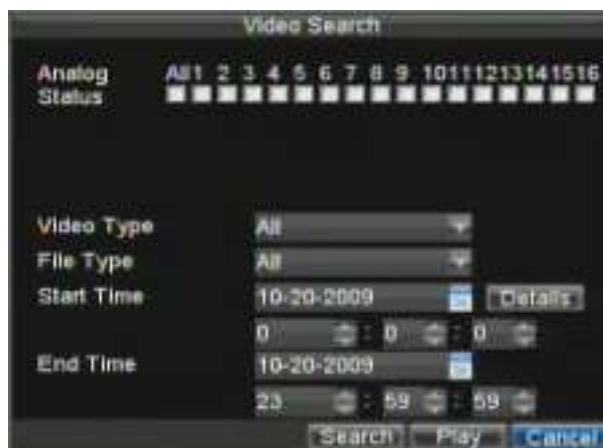 Video Search
Analog All 1 2 3 4 5 6 7 8 9 10 11 12 13 14 15 16
Status
Video Type All
File Type All
Start Time 10-20-2009 Details
0 : 0 : 0
End Time 10-20-2009
23 : 59 : 59
Search Play Cancel